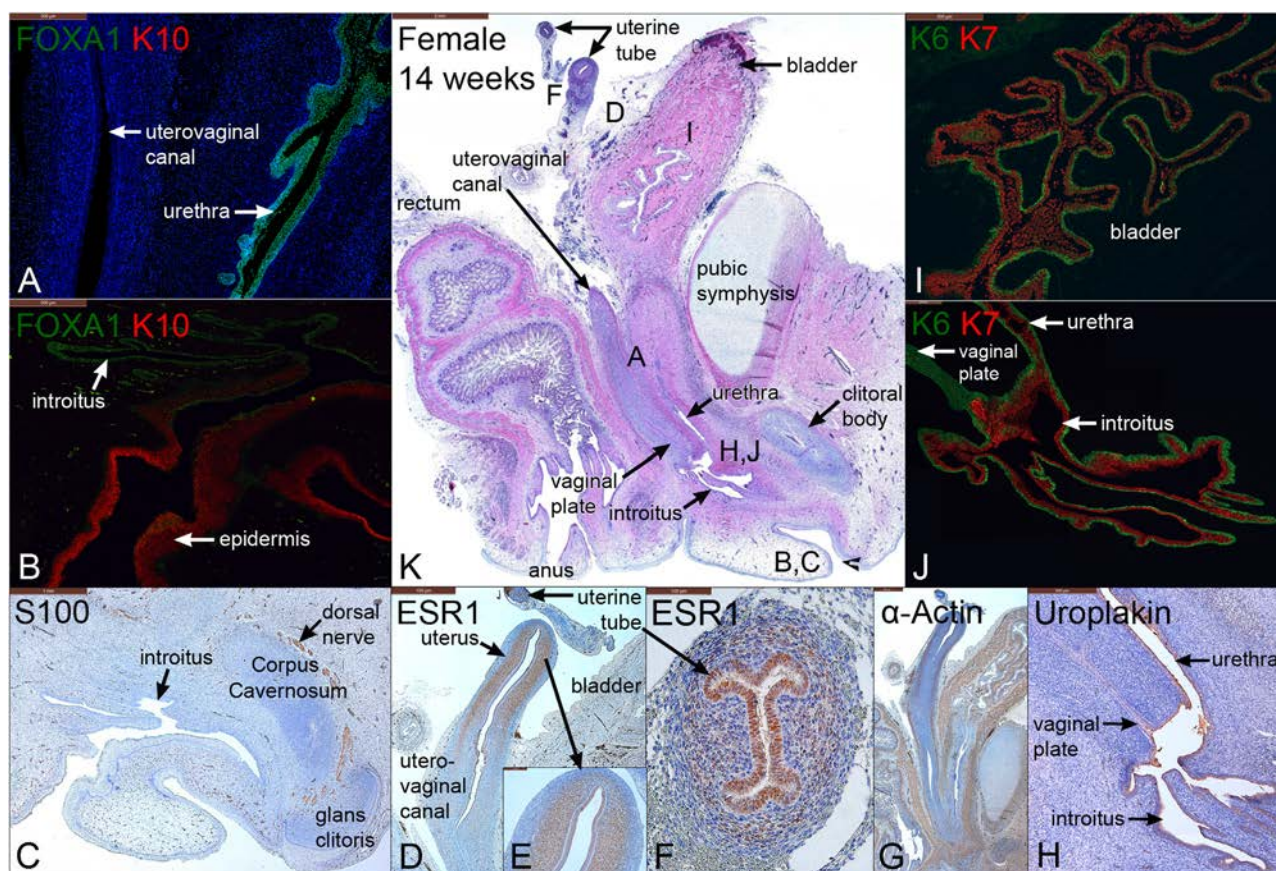 FOXA1 K10
uterovaginal
canal
urethra
A
FOXA1 K10
introitus
epidermis
B
Female
14 weeks
uterine
tube
bladder
F
D
I
uterovaginal
canal
rectum
pubic
symphysis
A
urethra
clitoral
body
H,J
vaginal
plate
introitus
B,C
K
anus
K6 K7
bladder
I
K6 K7
urethra
vaginal
plate
introitus
J
S100
dorsal
nerve
introitus
Corpus
Cavernosum
glans
clitoris
C
ESR1
uterine
tube
uterus
bladder
utero-
vaginal
canal
D
E
ESR1
F
α-Actin
G
Uroplakin
urethra
vaginal
plate
introitus
H